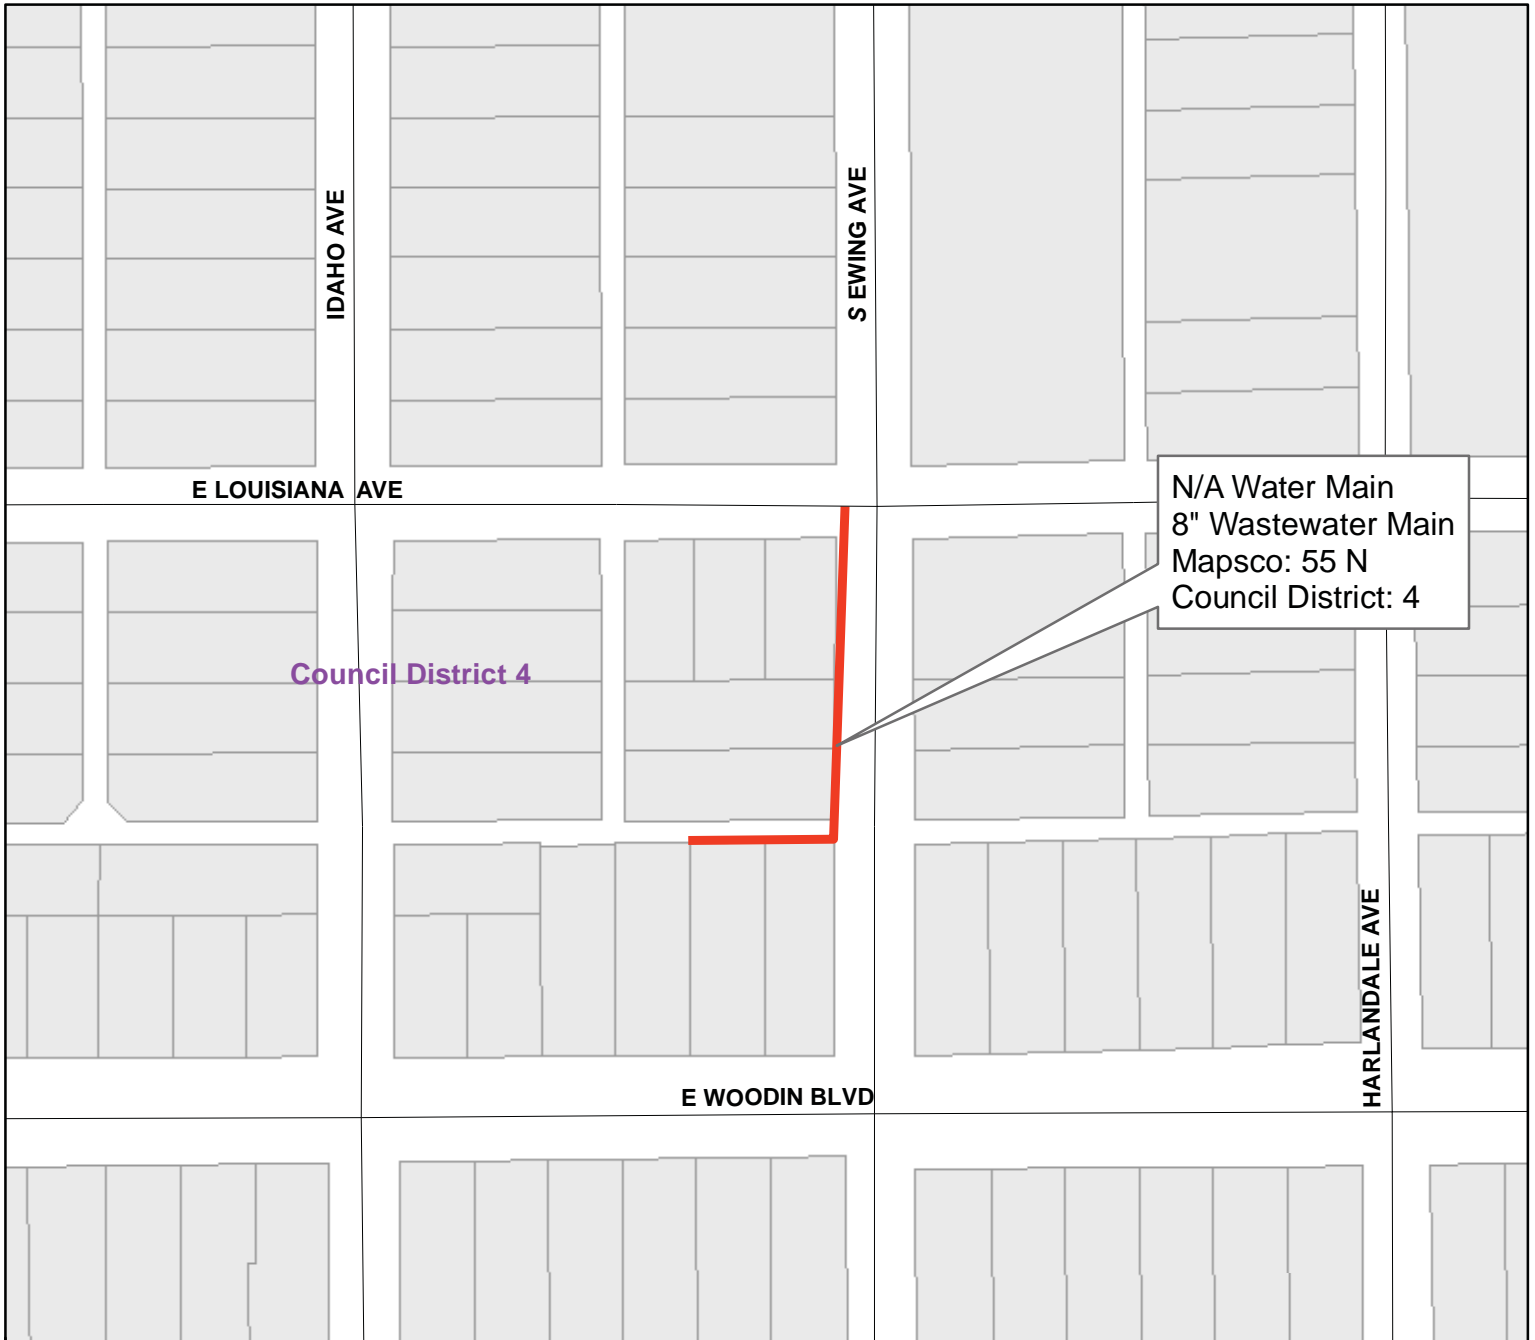 IDAHO AVE
S EWING AVE
E LOUISIANA AVE
N/A Water Main
8" Wastewater Main
Mapsco: 55 N
Council District: 4
Council District 4
HARLANDALE AVE
E WOODIN BLVD